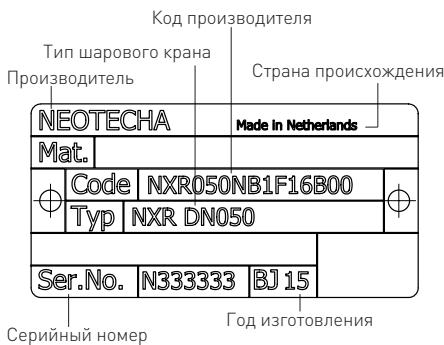 Код производителя
Тип шарового крана
Производитель
Страна происхождения
NEOTECHA Made in Netherlands
Mat.
Code NXR050NB1F16B00
Typ NXR DN050
Ser.No. N333333 BJ 15
Серийный номер
Год изготовления